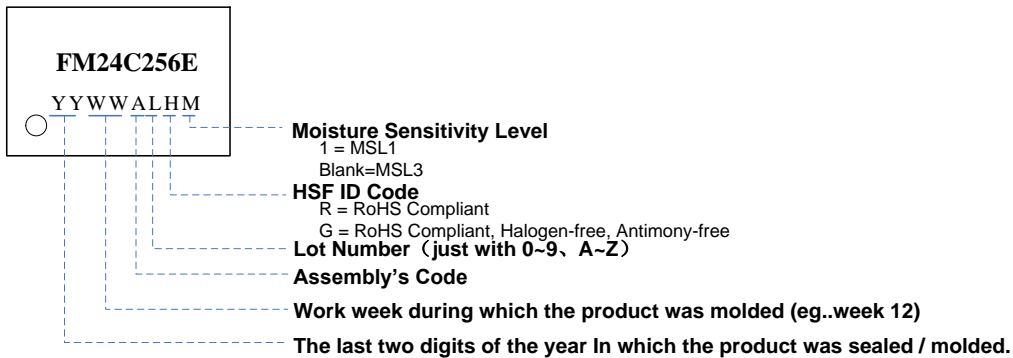 FM24C256E
YYWWALHM
Moisture Sensitivity Level
1 = MSL1
Blank=MSL3
HSF ID Code
R = RoHS Compliant
G = RoHS Compliant, Halogen-free, Antimony-free
Lot Number（just with 0~9、A~Z）
Assembly's Code
Work week during which the product was molded (eg..week 12)
The last two digits of the year In which the product was sealed / molded.